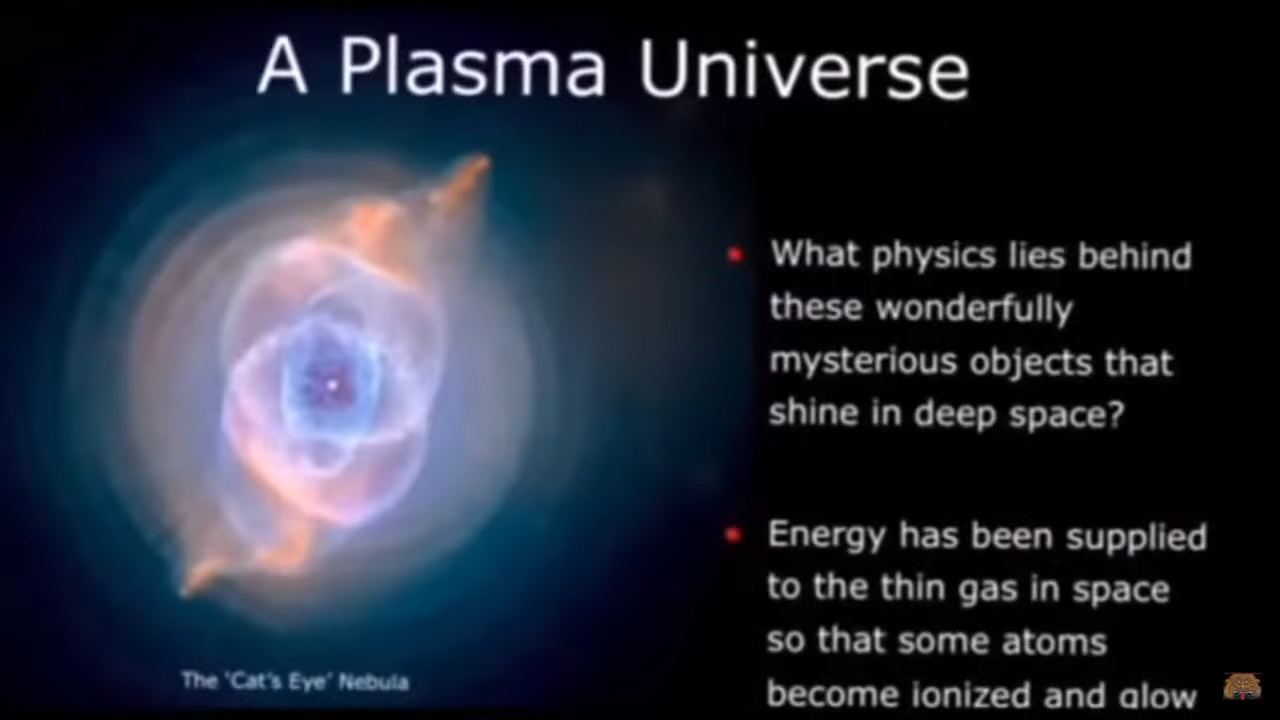 A Plasma Universe
What physics lies behind
these wonderfully
mysterious objects that
shine in deep space?
Energy has been supplied
to the thin gas in space
so that some atoms
become ionized and glow
The 'Cat's Eye' Nebula